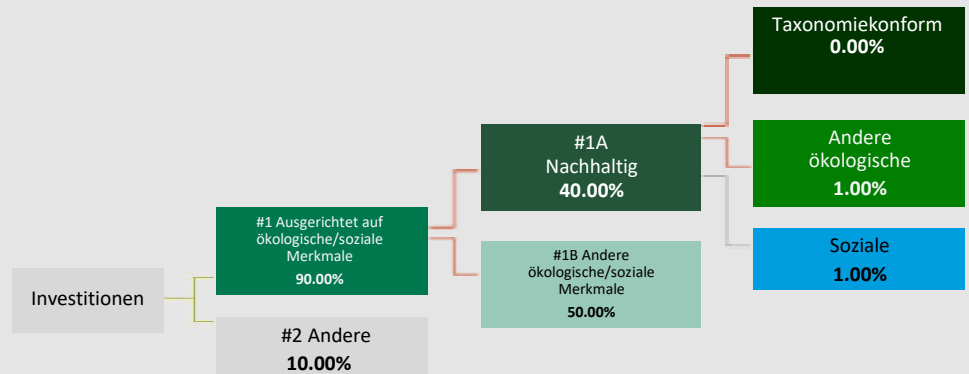 Investitionen
#1 Ausgerichtet auf
ökologische/soziale
Merkmale
90.00%
#2 Andere
10.00%
#1A
Nachhaltig
40.00%
#1B Andere
ökologische/soziale
Merkmale
50.00%
Taxonomiekonform
0.00%
Andere
ökologische
1.00%
Soziale
1.00%